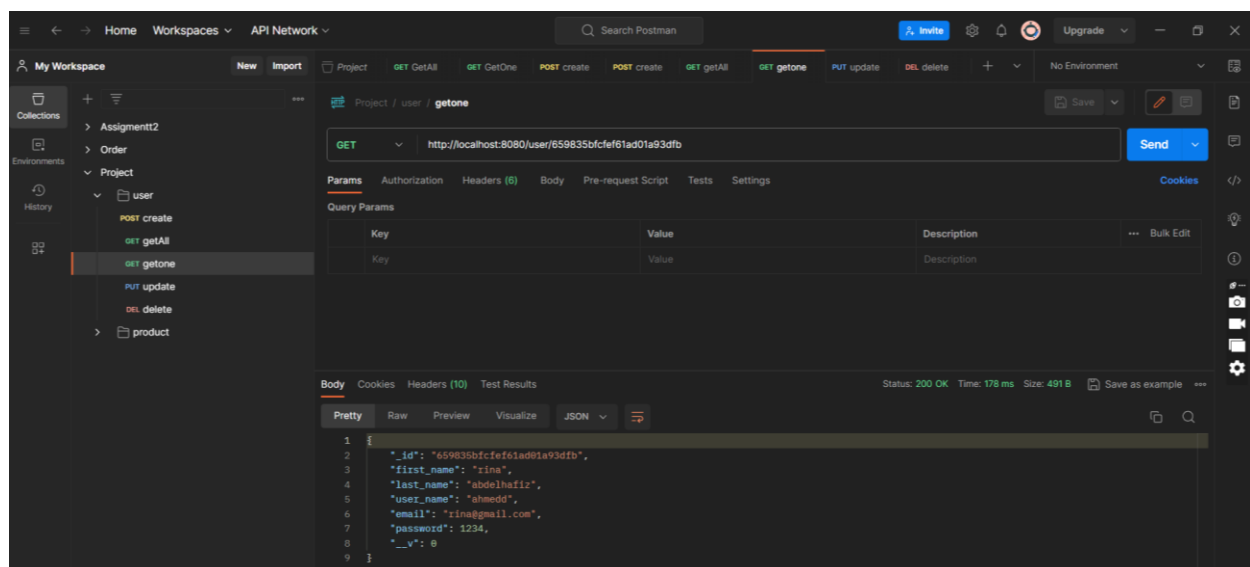 Home Workspaces API Network Search Postman Invite Upgrade
My Workspace New Import Project GET GetAll GET GetOne POST create POST create GET getAll GET getone PUT update DEL delete No Environment
Collections
Environments
History
Assigmentt2
Order
Project
user
POST create
GET getAll
GET getone
PUT update
DEL delete
product
Project / user / getone Save
GET http://localhost:8080/user/659835bfcfef61ad01a93dfb Send
Params Authorization Headers (6) Body Pre-request Script Tests Settings Cookies
Query Params
Key Value Description Bulk Edit
Key Value Description
Body Cookies Headers (10) Test Results Status: 200 OK Time: 178 ms Size: 491 B Save as example
Pretty Raw Preview Visualize JSON
1 {
2 "_id": "659835bfcfef61ad01a93dfb",
3 "first_name": "rina",
4 "last_name": "abdelhafiz",
5 "user_name": "ahmedd",
6 "email": "rina@gmail.com",
7 "password": 1234,
8 "__v": 0
9 }